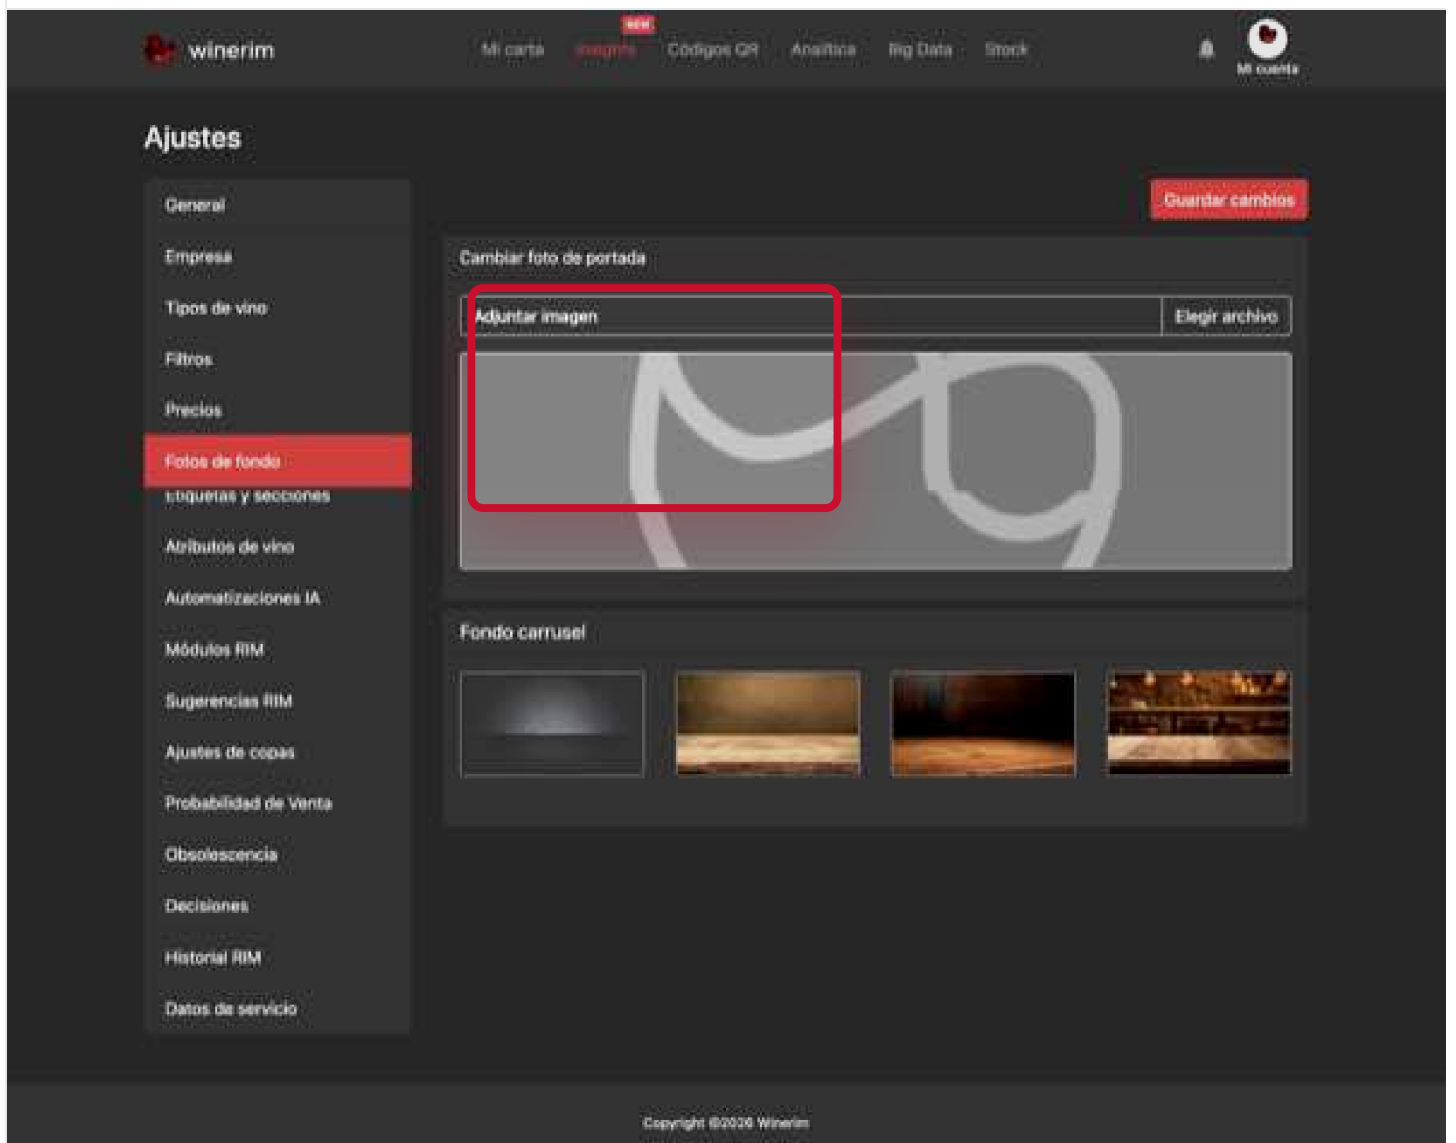 winerim
NEW
Mi carta Insights Códigos QR Analítica Big Data Stock
Mi cuenta
Ajustes
General
Empresa
Tipos de vino
Filtros
Precios
Fotos de fondo
Etiquetas y secciones
Atributos de vino
Automatizaciones IA
Módulos RIM
Sugerencias RIM
Ajustes de copas
Probabilidad de Venta
Obsolescencia
Decisiones
Historial RIM
Datos de servicio
Guardar cambios
Cambiar foto de portada
Adjuntar imagen Elegir archivo
Fondo carrusel
Copyright ©2026 Winerim